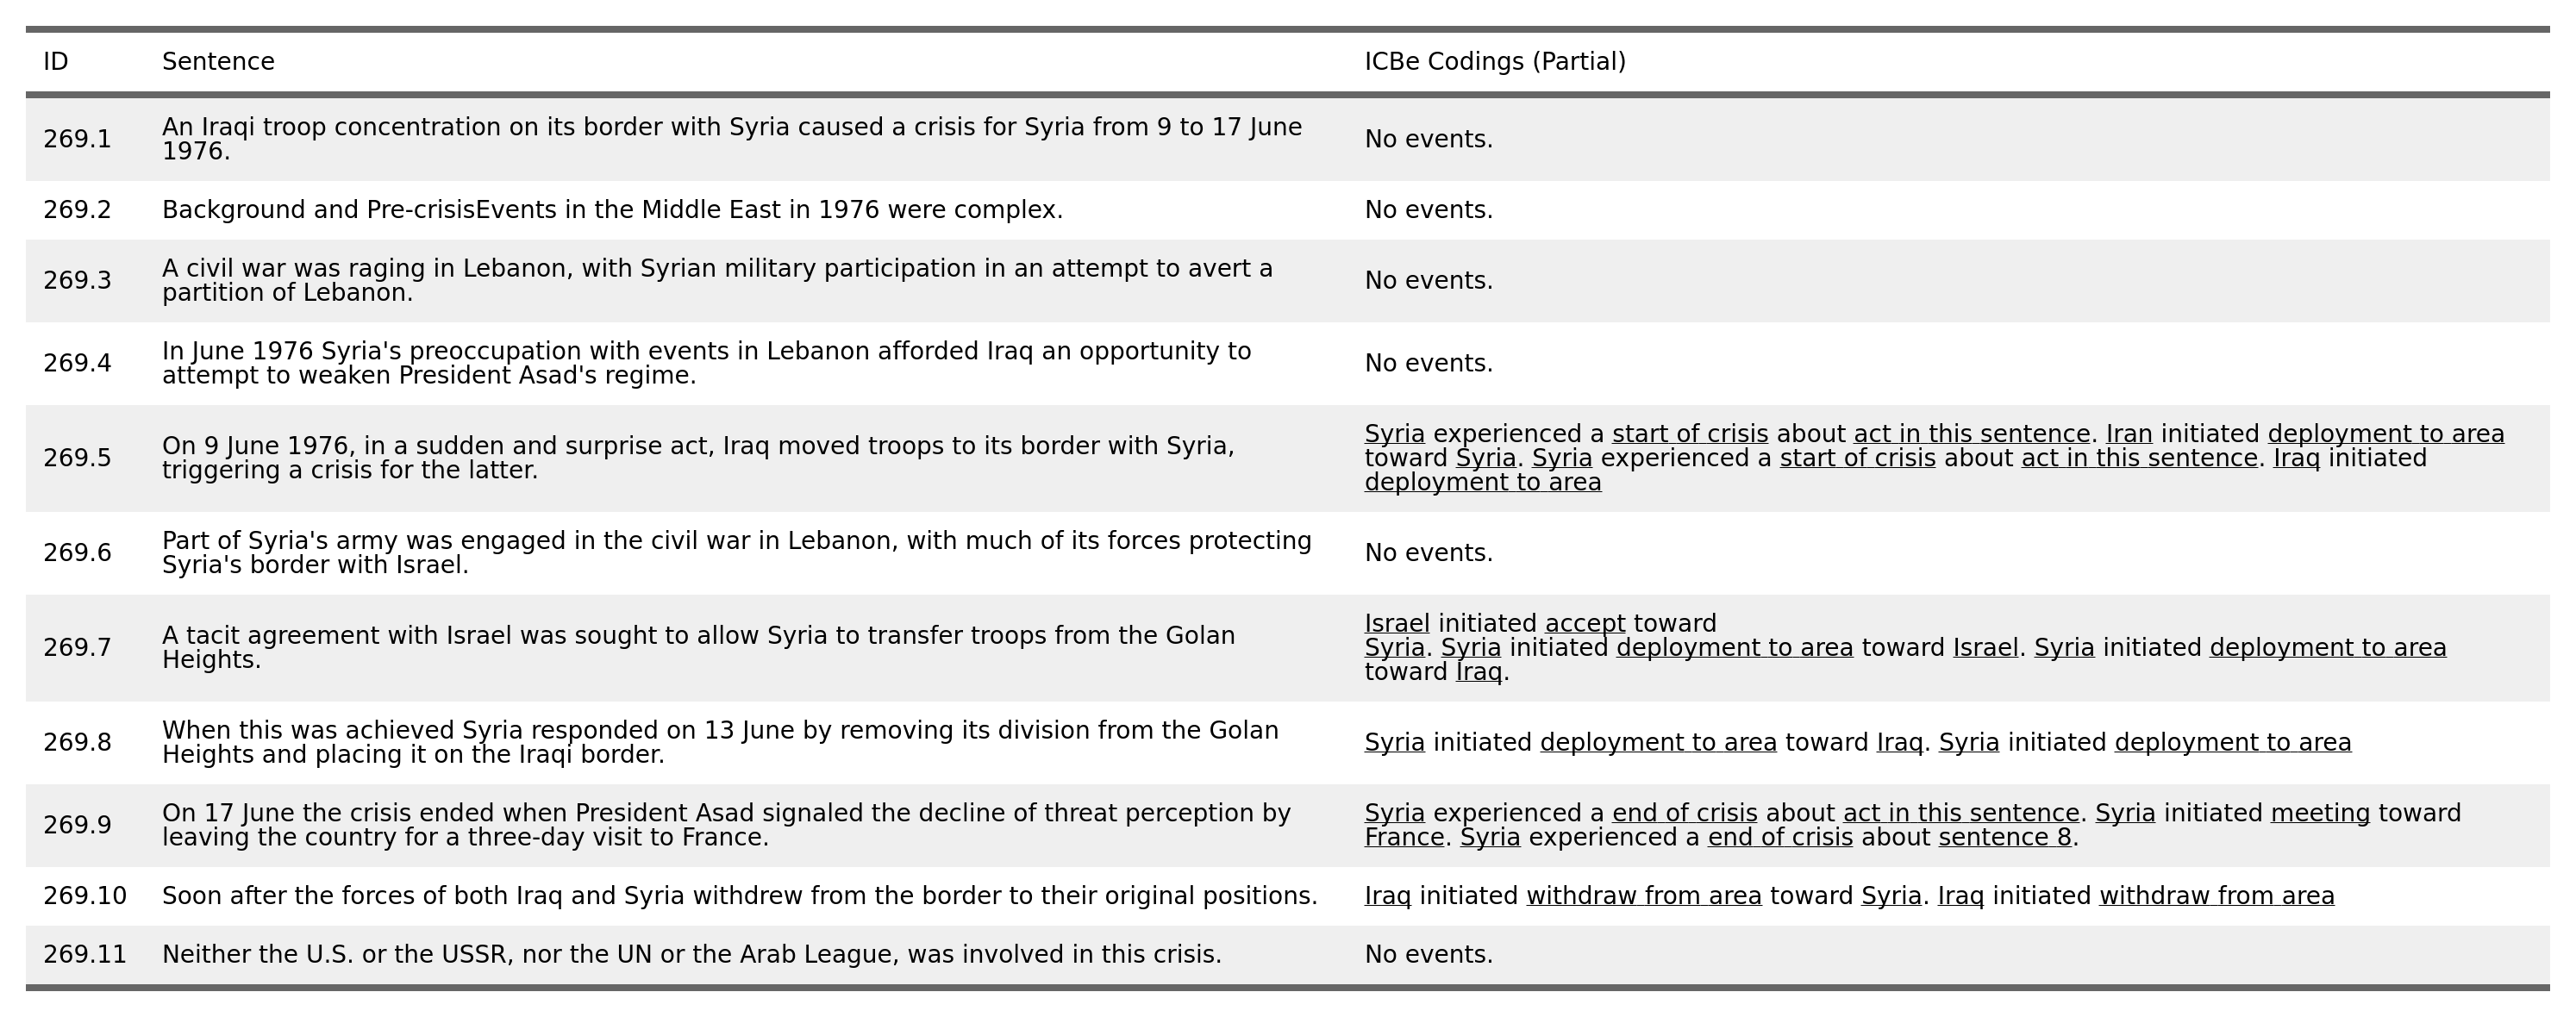 ID Sentence ICBe Codings (Partial)
269.1 An Iraqi troop concentration on its border with Syria caused a crisis for Syria from 9 to 17 June
1976. No events.
269.2 Background and Pre-crisisEvents in the Middle East in 1976 were complex. No events.
269.3 A civil war was raging in Lebanon, with Syrian military participation in an attempt to avert a
partition of Lebanon. No events.
269.4 In June 1976 Syria's preoccupation with events in Lebanon afforded Iraq an opportunity to
attempt to weaken President Asad's regime. No events.
269.5 On 9 June 1976, in a sudden and surprise act, Iraq moved troops to its border with Syria,
triggering a crisis for the latter.
Syria experienced a start of crisis about act in this sentence. Iran initiated deployment to area
toward Syria. Syria experienced a start of crisis about act in this sentence. Iraq initiated
deployment to area
269.6 Part of Syria's army was engaged in the civil war in Lebanon, with much of its forces protecting
Syria's border with Israel. No events.
269.7 A tacit agreement with Israel was sought to allow Syria to transfer troops from the Golan
Heights.
Israel initiated accept toward
Syria. Syria initiated deployment to area toward Israel. Syria initiated deployment to area
toward Iraq.
269.8 When this was achieved Syria responded on 13 June by removing its division from the Golan
Heights and placing it on the Iraqi border.
Syria initiated deployment to area toward Iraq. Syria initiated deployment to area
269.9 On 17 June the crisis ended when President Asad signaled the decline of threat perception by
leaving the country for a three-day visit to France.
Syria experienced a end of crisis about act in this sentence. Syria initiated meeting toward
France. Syria experienced a end of crisis about sentence 8.
269.10 Soon after the forces of both Iraq and Syria withdrew from the border to their original positions.
Iraq initiated withdraw from area toward Syria. Iraq initiated withdraw from area
269.11 Neither the U.S. or the USSR, nor the UN or the Arab League, was involved in this crisis. No events.